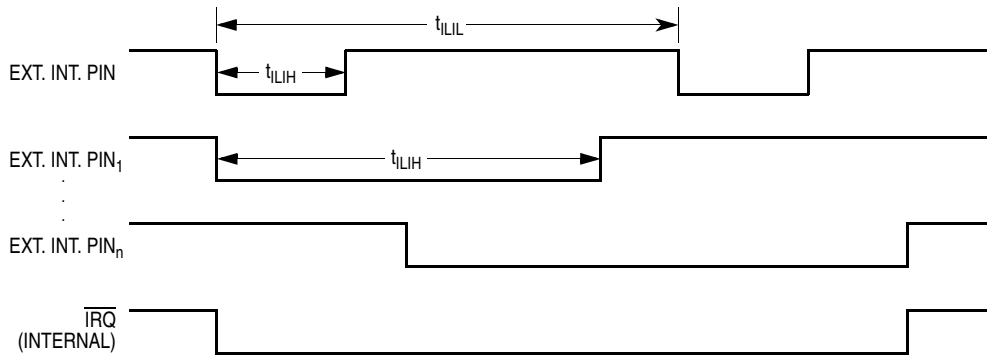 tILIL
EXT. INT. PIN
tILIH
EXT. INT. PIN1
tILIH
.
.
.
EXT. INT. PINn
IRQ
(INTERNAL)